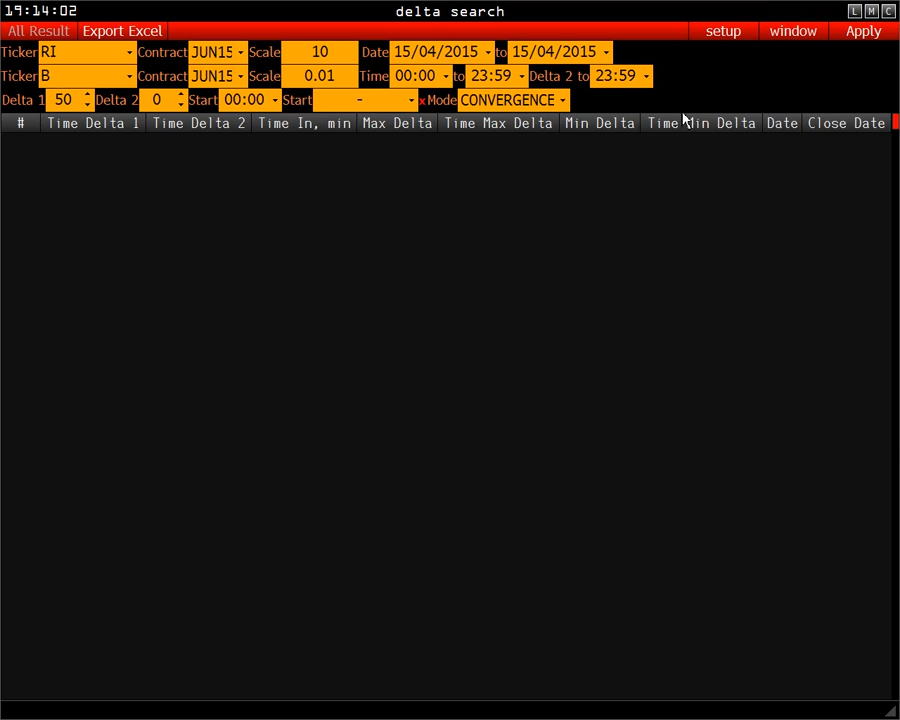 19:14:02 delta search L M C
All Result Export Excel setup window Apply
Ticker RI Contract JUN15 Scale 10 Date 15/04/2015 to 15/04/2015
Ticker B Contract JUN15 Scale 0.01 Time 00:00 to 23:59 Delta 2 to 23:59
Delta 1 50 Delta 2 0 Start 00:00 Start - x Mode CONVERGENCE
# Time Delta 1 Time Delta 2 Time In, min Max Delta Time Max Delta Min Delta Time Min Delta Date Close Date